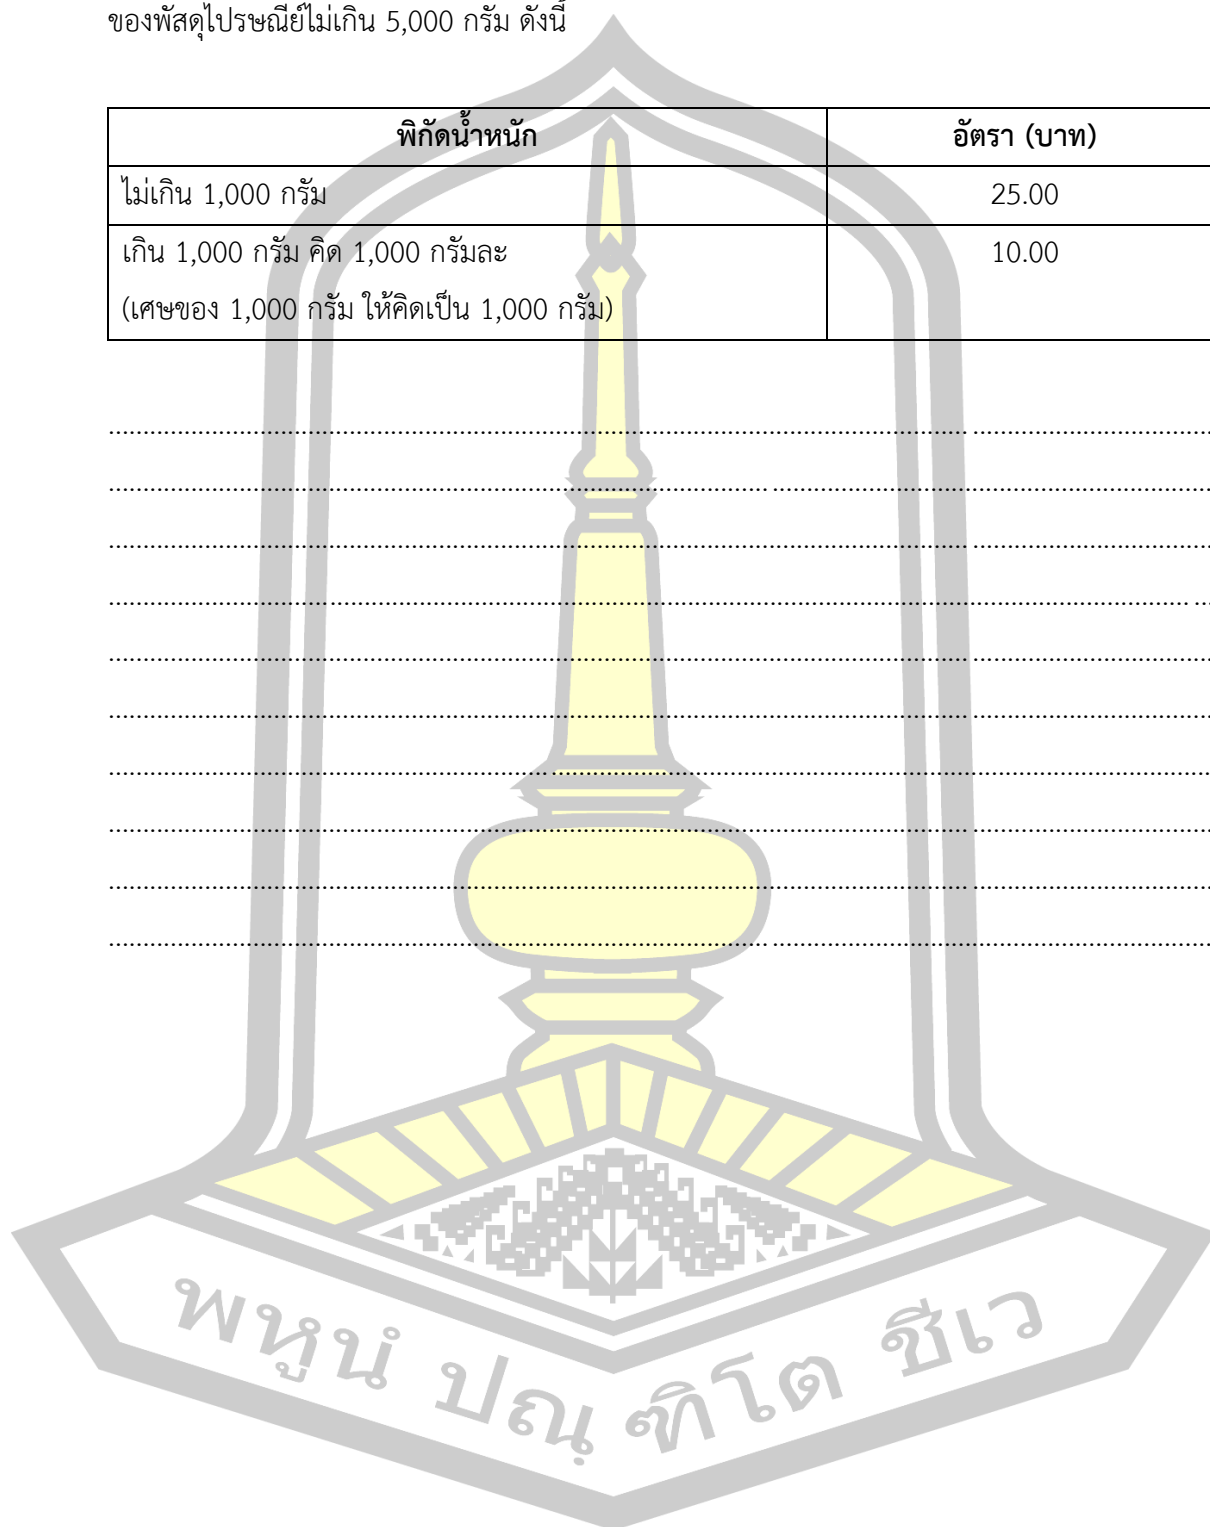 ของพัสดุไปรษณีย์ไม่เกิน 5,000 กรัม ดังนี้
พิกัดน้ำหนัก อัตรา (บาท)
ไม่เกิน 1,000 กรัม 25.00
เกิน 1,000 กรัม คิด 1,000 กรัมละ 10.00
(เศษของ 1,000 กรัม ให้คิดเป็น 1,000 กรัม)
พหูนํ ปณฺฑิโต ชีเว